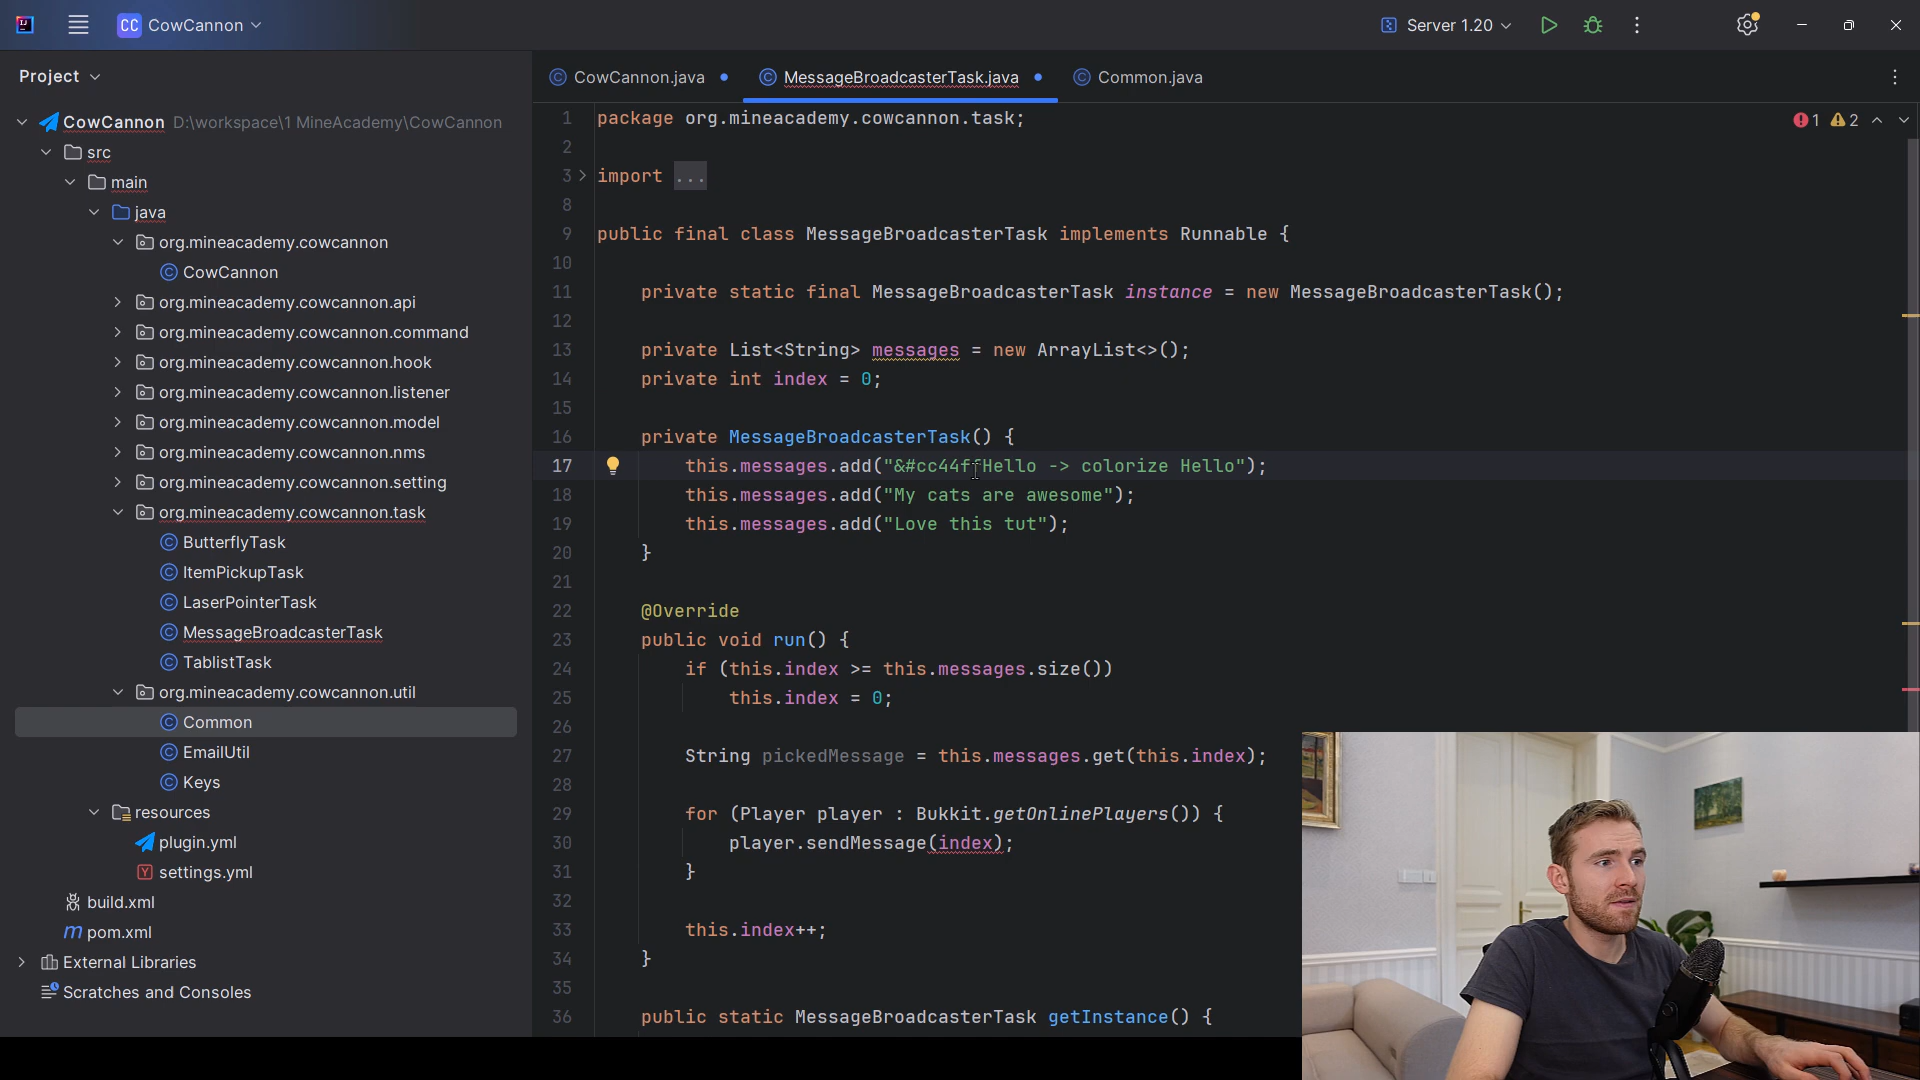 CC CowCannon
Server 1.20
Project
CowCannon D:\workspace\1 MineAcademy\CowCannon
src
main
java
org.mineacademy.cowcannon
CowCannon
org.mineacademy.cowcannon.api
org.mineacademy.cowcannon.command
org.mineacademy.cowcannon.hook
org.mineacademy.cowcannon.listener
org.mineacademy.cowcannon.model
org.mineacademy.cowcannon.nms
org.mineacademy.cowcannon.setting
org.mineacademy.cowcannon.task
ButterflyTask
ItemPickupTask
LaserPointerTask
MessageBroadcasterTask
TablistTask
org.mineacademy.cowcannon.util
Common
EmailUtil
Keys
resources
plugin.yml
settings.yml
build.xml
m pom.xml
External Libraries
Scratches and Consoles
CowCannon.java
MessageBroadcasterTask.java
Common.java
1 2
1 package org.mineacademy.cowcannon.task;
2
3 import ...
8
9 public final class MessageBroadcasterTask implements Runnable {
10
11 private static final MessageBroadcasterTask instance = new MessageBroadcasterTask();
12
13 private List<String> messages = new ArrayList<>();
14 private int index = 0;
15
16 private MessageBroadcasterTask() {
17 this.messages.add("&#cc44ffHello -> colorize Hello");
18 this.messages.add("My cats are awesome");
19 this.messages.add("Love this tut");
20 }
21
22 @Override
23 public void run() {
24 if (this.index >= this.messages.size())
25 this.index = 0;
26
27 String pickedMessage = this.messages.get(this.index);
28
29 for (Player player : Bukkit.getOnlinePlayers()) {
30 player.sendMessage(index);
31 }
32
33 this.index++;
34 }
35
36 public static MessageBroadcasterTask getInstance() {